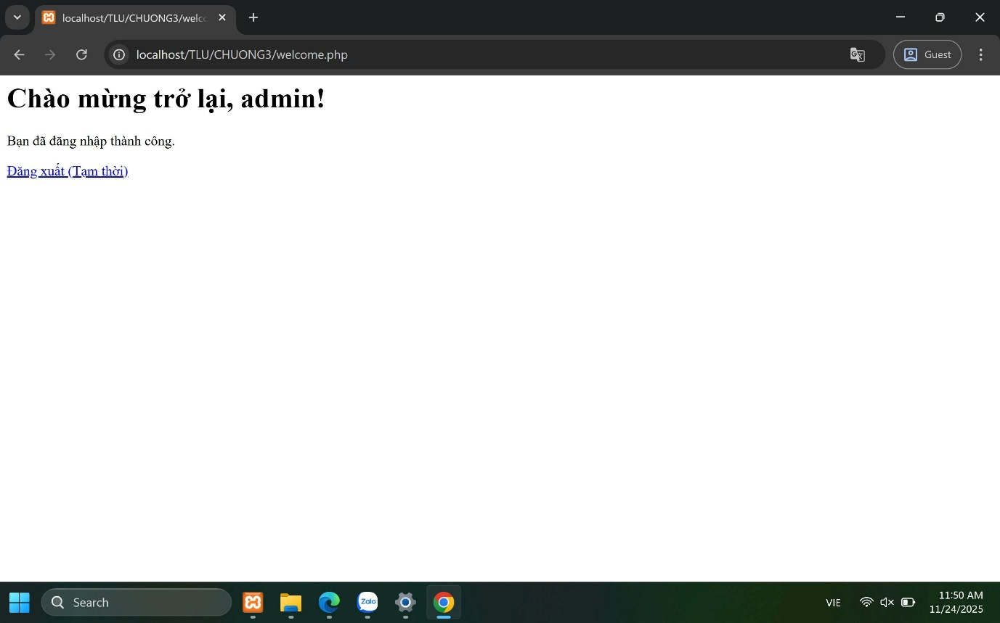 localhost/TLU/CHUONG3/welc
localhost/TLU/CHUONG3/welcome.php
Guest
Chào mừng trở lại, admin!
Bạn đã đăng nhập thành công.
Đăng xuất (Tạm thời)
Search
Zalo
VIE
11:50 AM
11/24/2025